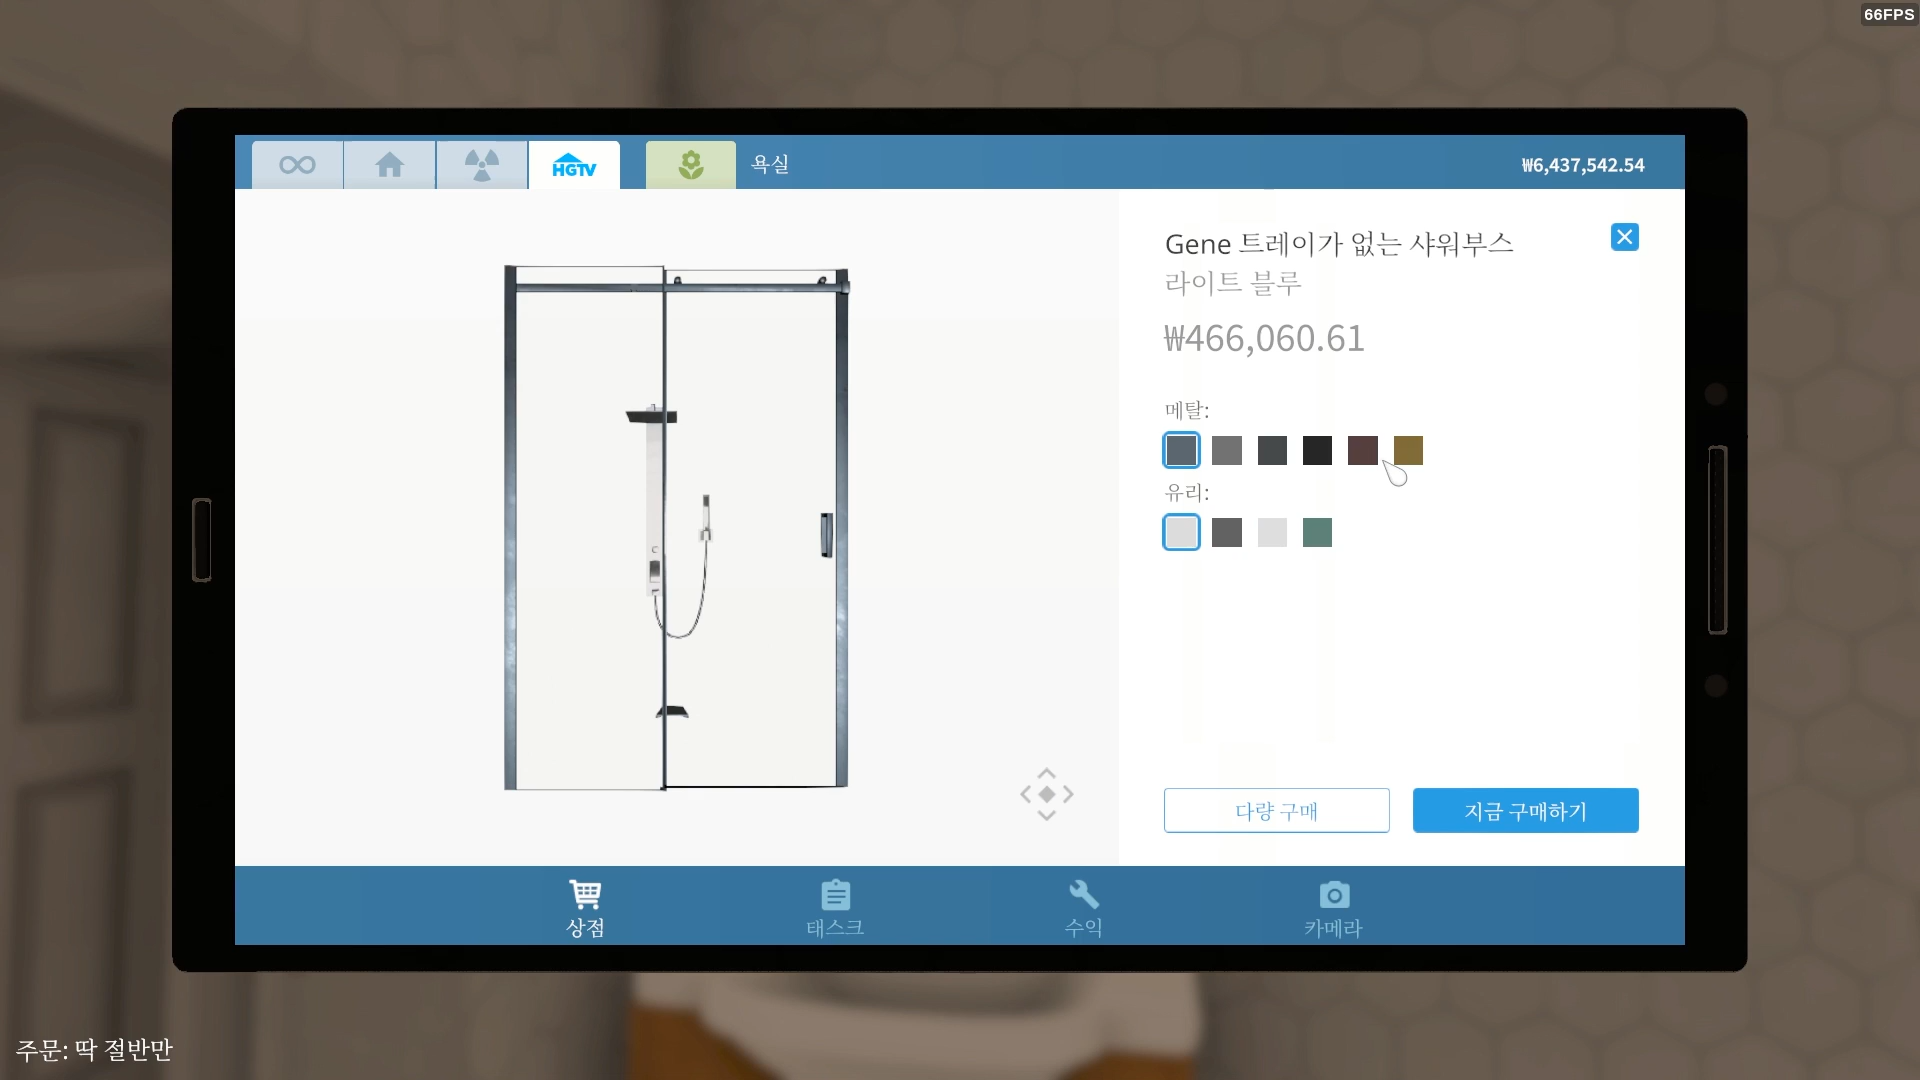 66FPS
HGTV
욕실
₩6,437,542.54
Gene 트레이가 없는 샤워부스
라이트 블루
₩466,060.61
메탈:
유리:
다량 구매
지금 구매하기
상점
태스크
수익
카메라
주문: 딱 절반만